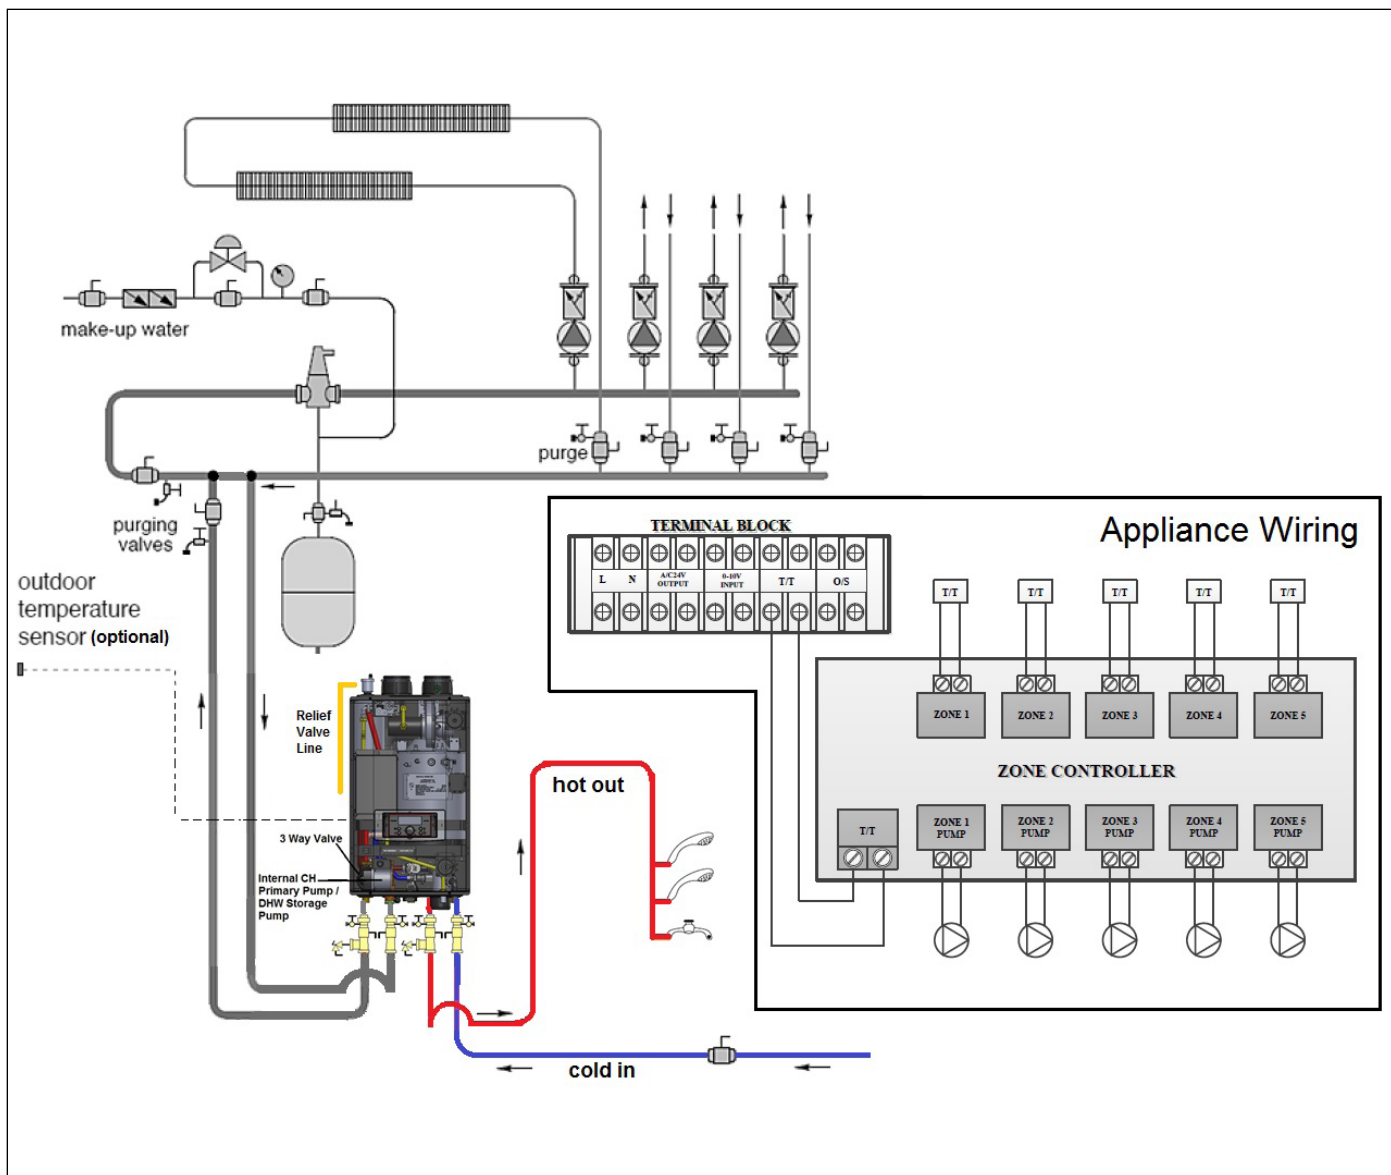 make-up water
purge
purging
valves
outdoor
temperature
sensor (optional)
Relief
Valve
Line
3 Way Valve
Internal CH
Primary Pump /
DHW Storage
Pump
hot out
cold in
Appliance Wiring
TERMINAL BLOCK
L N A/C24V OUTPUT 0-10V INPUT T/T O/S
T/T T/T T/T T/T T/T
ZONE 1 ZONE 2 ZONE 3 ZONE 4 ZONE 5
ZONE CONTROLLER
T/T
ZONE 1 PUMP
ZONE 2 PUMP
ZONE 3 PUMP
ZONE 4 PUMP
ZONE 5 PUMP